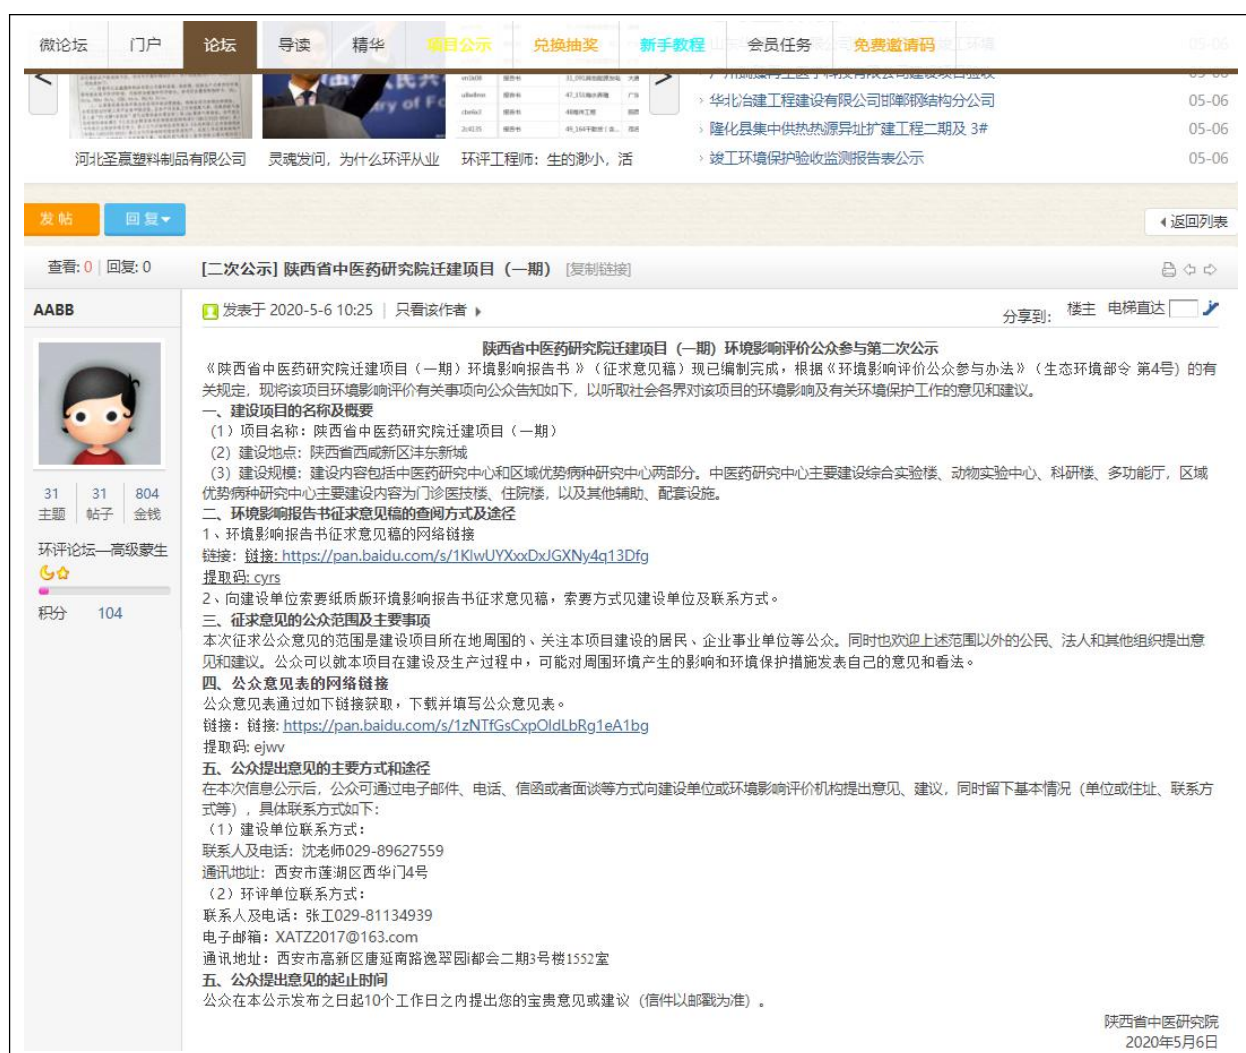 微论坛 门户 论坛 导读 精华 项目公示 兑换抽奖 新手教程 会员任务 免费邀请码
华北冶建工程建设有限公司邯郸钢结构分公司 05-06
隆化县集中供热热源异址扩建工程二期及 3# 05-06
河北圣赢塑料制品有限公司 灵魂发问，为什么环评从业 环评工程师：生的渺小，活 竣工环境保护验收监测报告表公示 05-06
发帖 回复 返回列表
查看: 0 | 回复: 0 [二次公示] 陕西省中医药研究院迁建项目（一期） [复制链接]
AABB 发表于 2020-5-6 10:25 | 只看该作者 分享到: 楼主 电梯直达
陕西省中医药研究院迁建项目（一期）环境影响评价公众参与第二次公示
《陕西省中医药研究院迁建项目（一期）环境影响报告书 》（征求意见稿）现已编制完成，根据《环境影响评价公众参与办法》（生态环境部令 第4号）的有
关规定，现将该项目环境影响评价有关事项向公众告知如下，以听取社会各界对该项目的环境影响及有关环境保护工作的意见和建议。
一、建设项目的名称及概要
（1）项目名称：陕西省中医药研究院迁建项目（一期）
（2）建设地点：陕西省西咸新区沣东新城
（3）建设规模：建设内容包括中医药研究中心和区域优势病种研究中心两部分。中医药研究中心主要建设综合实验楼、动物实验中心、科研楼、多功能厅，区域
优势病种研究中心主要建设内容为门诊医技楼、住院楼，以及其他辅助、配套设施。
二、环境影响报告书征求意见稿的查阅方式及途径
1、环境影响报告书征求意见稿的网络链接
链接：链接: https://pan.baidu.com/s/1KlwUYXxxDxJGXNy4q13Dfg
提取码: cyrs
2、向建设单位索要纸质版环境影响报告书征求意见稿，索要方式见建设单位及联系方式。
三、征求意见的公众范围及主要事项
本次征求公众意见的范围是建设项目所在地周围的、关注本项目建设的居民、企业事业单位等公众。同时也欢迎上述范围以外的公民、法人和其他组织提出意
见和建议。公众可以就本项目在建设及生产过程中，可能对周围环境产生的影响和环境保护措施发表自己的意见和看法。
四、公众意见表的网络链接
公众意见表通过如下链接获取，下载并填写公众意见表。
链接：链接: https://pan.baidu.com/s/1zNTfGsCxpOldLbRg1eA1bg
提取码: ejwv
五、公众提出意见的主要方式和途径
在本次信息公示后，公众可通过电子邮件、电话、信函或者面谈等方式向建设单位或环境影响评价机构提出意见、建议，同时留下基本情况（单位或住址、联系方
式等），具体联系方式如下：
（1）建设单位联系方式：
联系人及电话：沈老师029-89627559
通讯地址：西安市莲湖区西华门4号
（2）环评单位联系方式：
联系人及电话：张工029-81134939
电子邮箱：XATZ2017@163.com
通讯地址：西安市高新区唐延南路逸翠园i都会二期3号楼1552室
五、公众提出意见的起止时间
公众在本公示发布之日起10个工作日之内提出您的宝贵意见或建议（信件以邮戳为准）。
陕西省中医研究院
2020年5月6日
31 31 804
主题 帖子 金钱
环评论坛—高级蒙生
积分 104